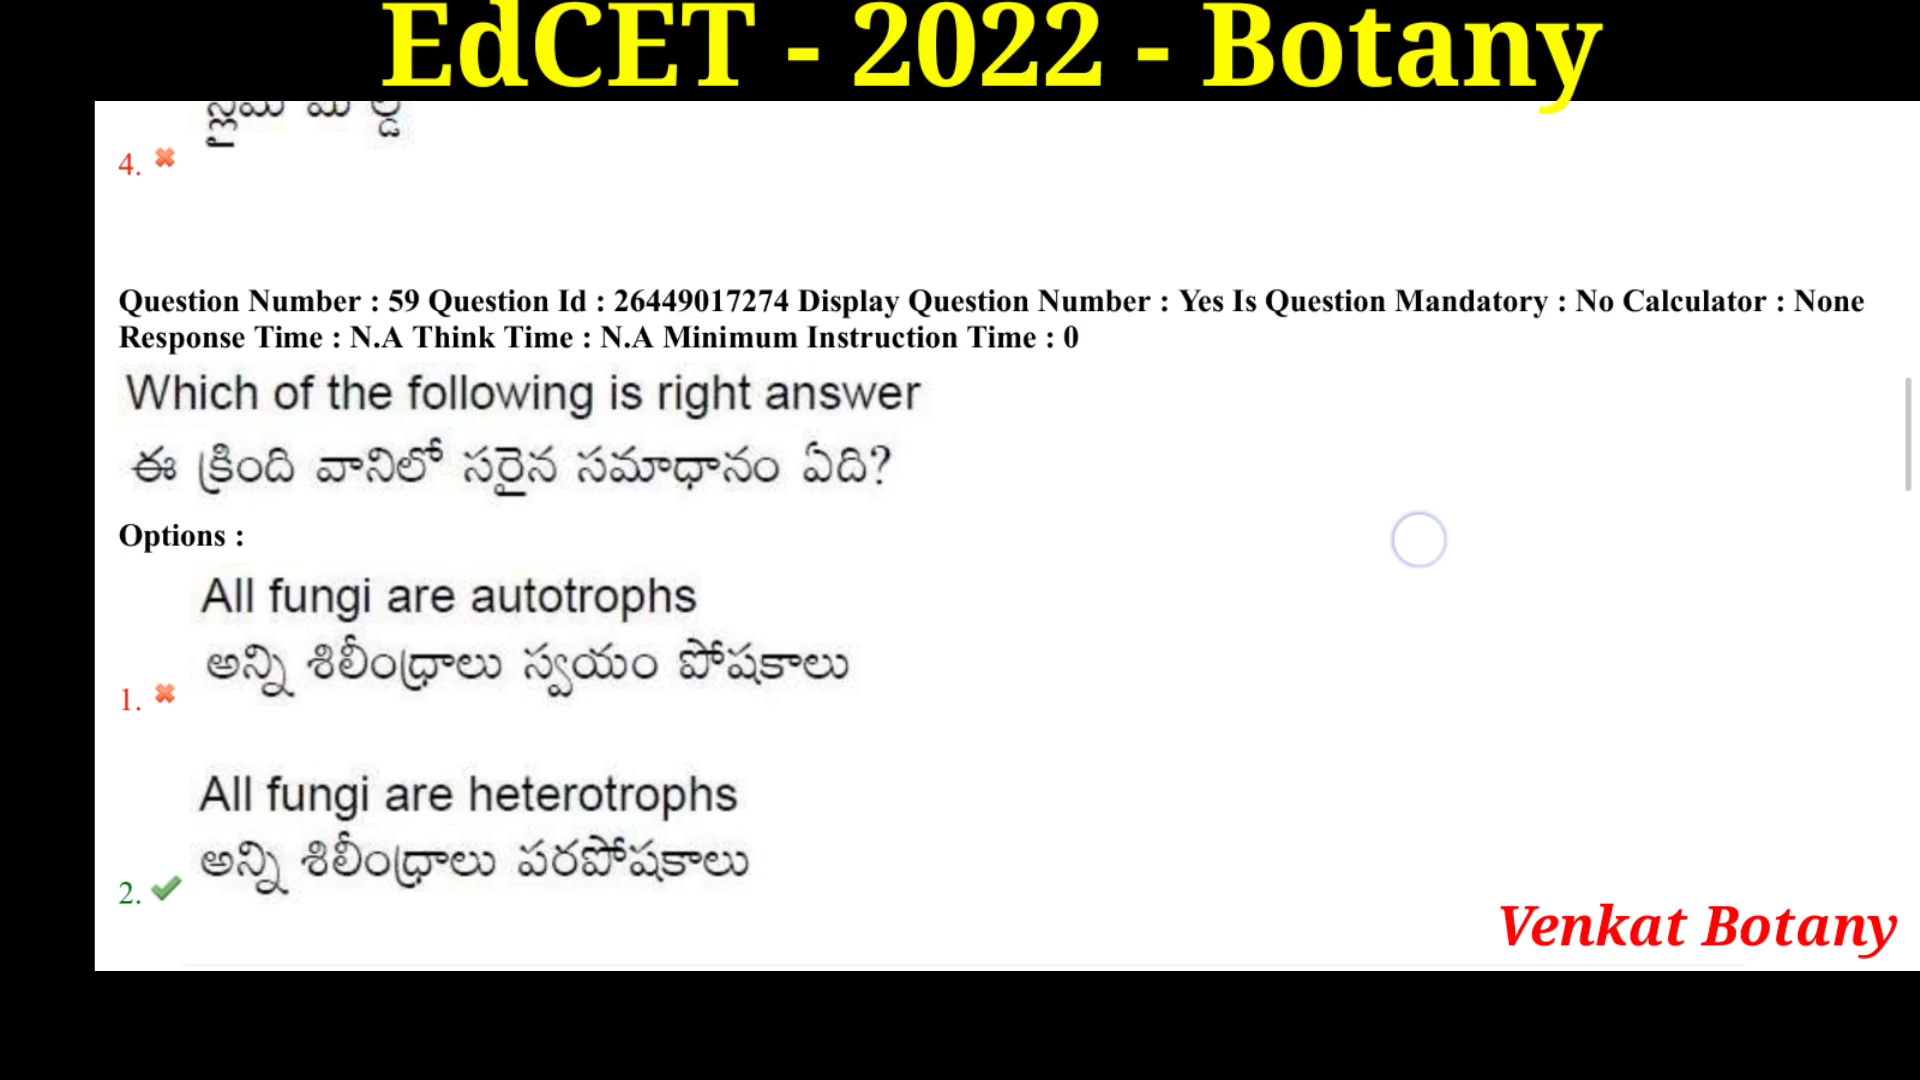 EdCET - 2022 - Botany
4.
Question Number : 59 Question Id : 26449017274 Display Question Number : Yes Is Question Mandatory : No Calculator : None
Response Time : N.A Think Time : N.A Minimum Instruction Time : 0
Which of the following is right answer
ఈ క్రింది వానిలో సరైన సమాధానం ఏది?
Options :
All fungi are autotrophs
అన్ని శిలీంధ్రాలు స్వయం పోషకాలు
1.
All fungi are heterotrophs
అన్ని శిలీంధ్రాలు పరపోషకాలు
2.
Venkat Botany